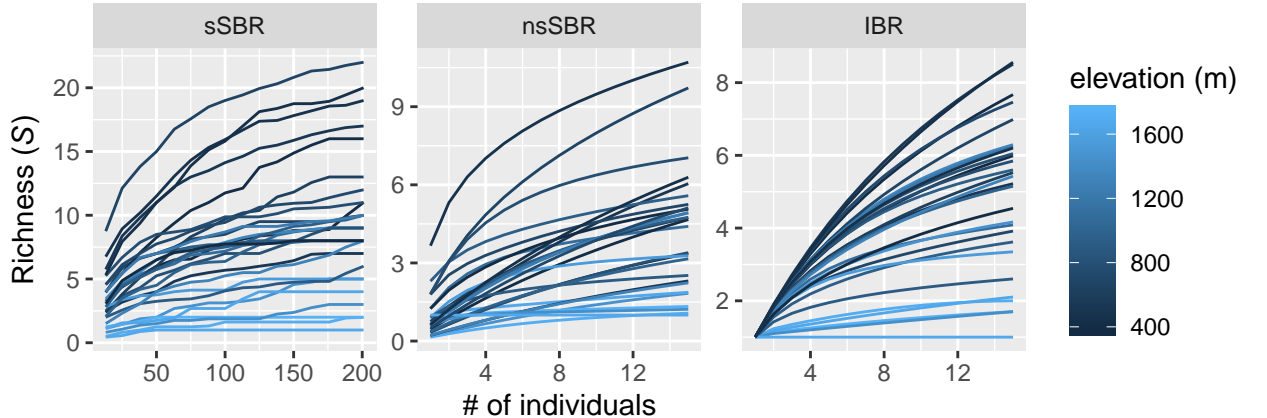 sSBR nsSBR IBR
Richness (S)
20
15
10
5
0
9
6
3
0
8
6
4
2
50 100 150 200
4 8 12
4 8 12
# of individuals
elevation (m)
1600
1200
800
400